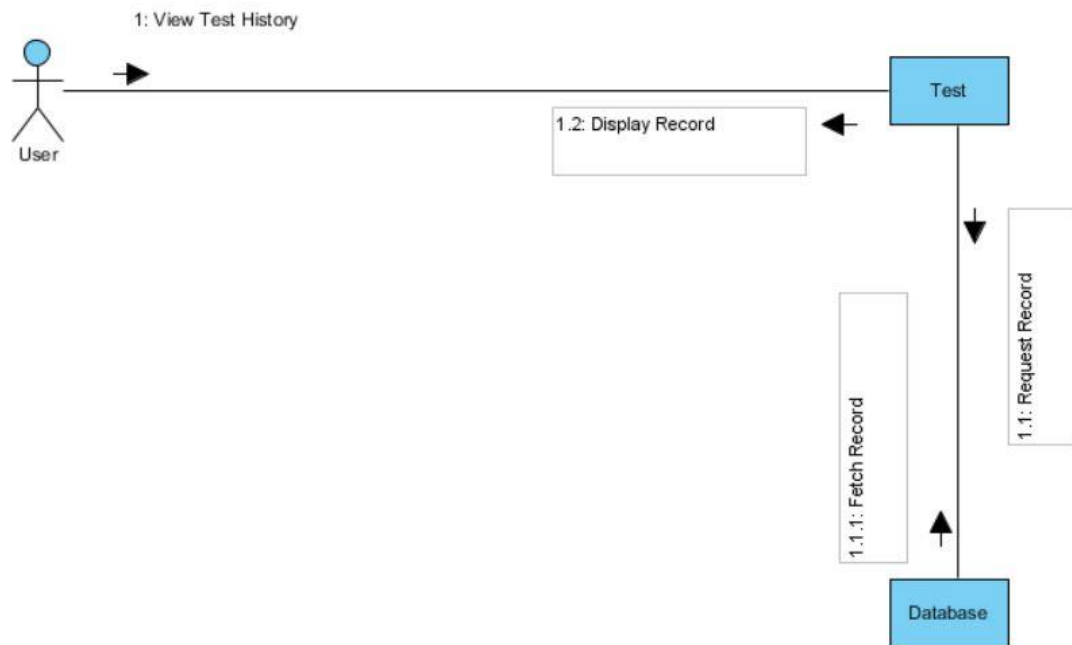 1: View Test History
User
Test
1.2: Display Record
1.1: Request Record
1.1.1: Fetch Record
Database